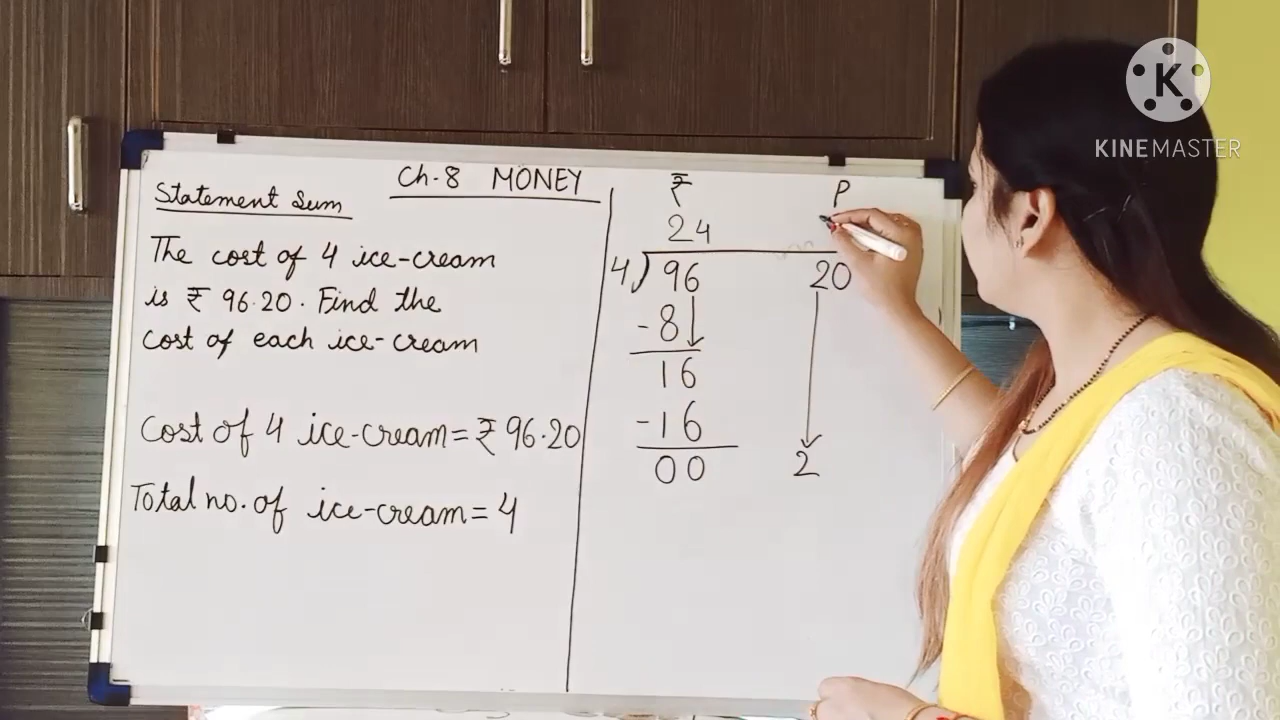 Ch-8 MONEY
Statement Sum
The cost of 4 ice-cream
is ₹ 96.20. Find the
cost of each ice-cream
Cost of 4 ice-cream = ₹ 96.20
Total no. of ice-cream = 4
₹ P
24
4) 96 20
-8
16
-16
00 2
K
KINEMASTER